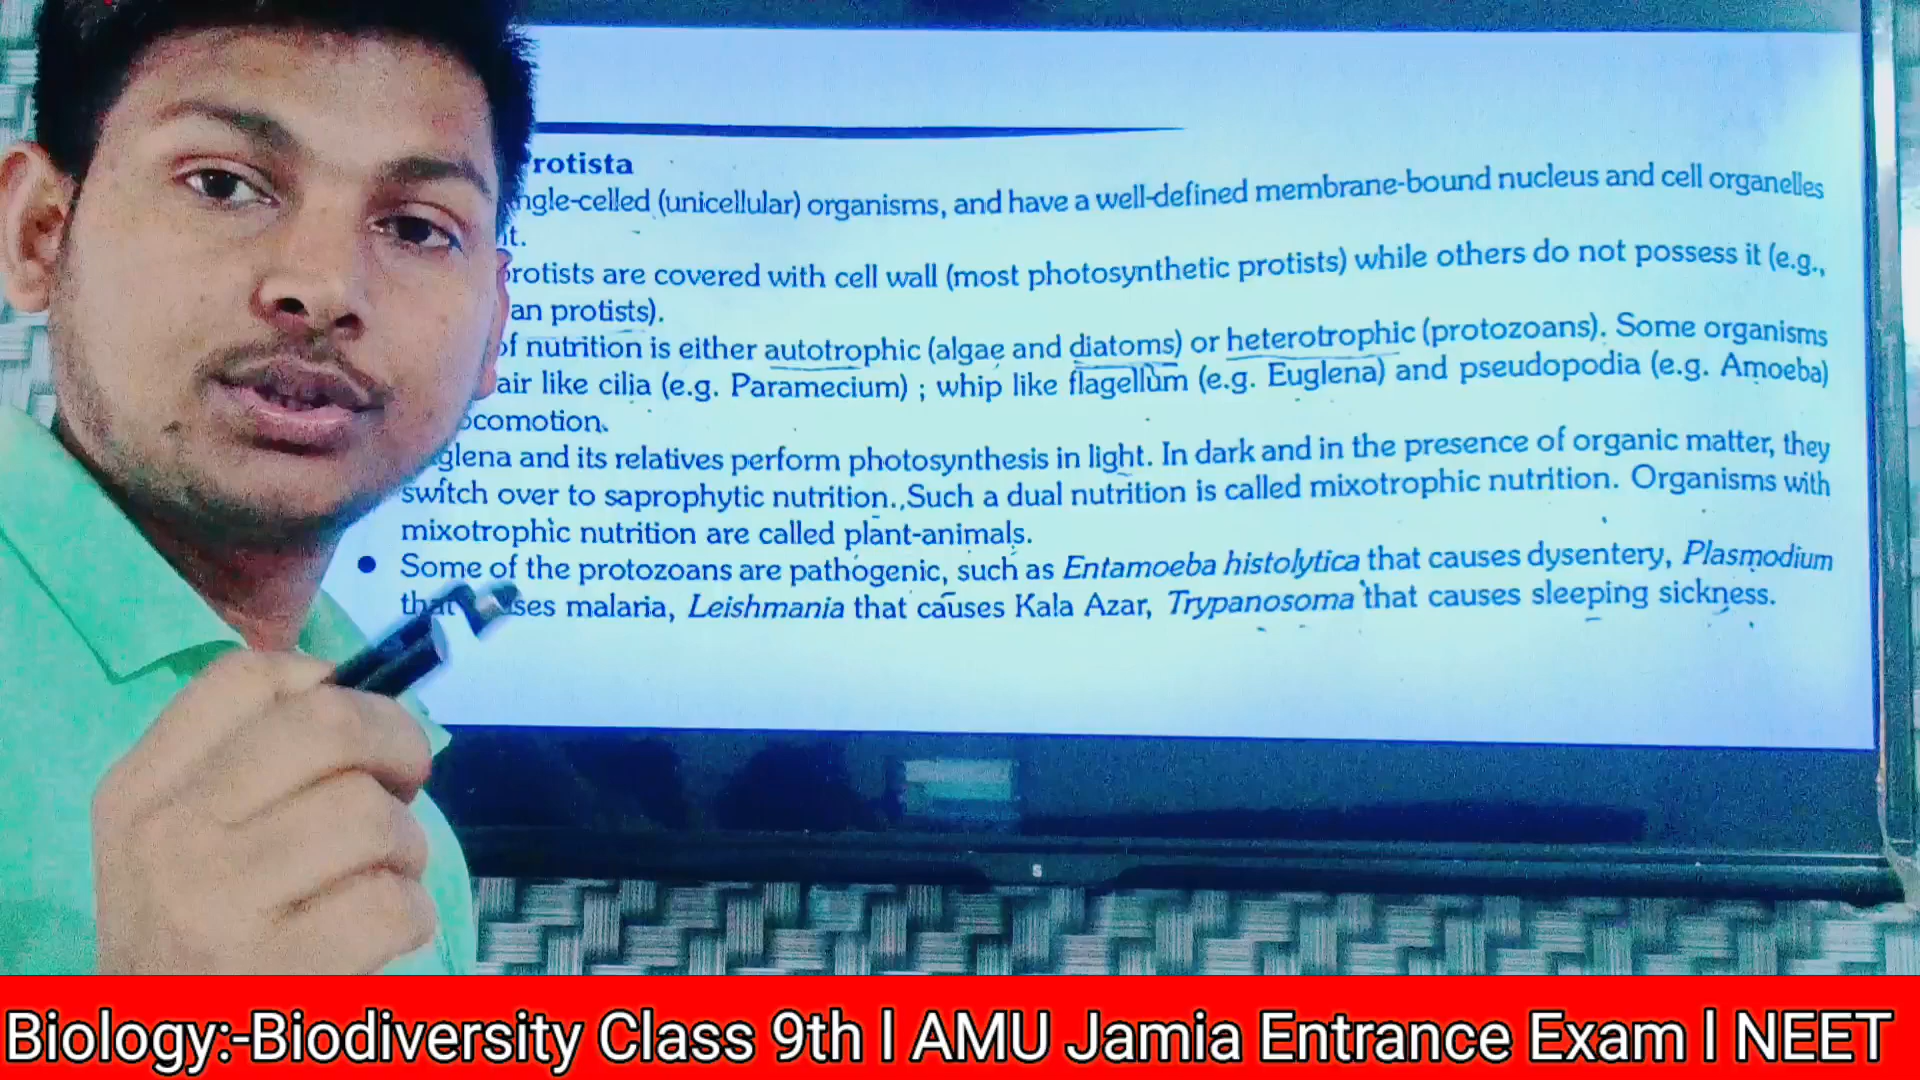 rotista
ngle-celled (unicellular) organisms, and have a well-defined membrane-bound nucleus and cell organelles
t.
rotists are covered with cell wall (most photosynthetic protists) while others do not possess it (e.g.,
an protists).
of nutrition is either autotrophic (algae and diatoms) or heterotrophic (protozoans). Some organisms
air like cilia (e.g. Paramecium) ; whip like flagellum (e.g. Euglena) and pseudopodia (e.g. Amoeba)
ocomotion.
glena and its relatives perform photosynthesis in light. In dark and in the presence of organic matter, they
switch over to saprophytic nutrition. Such a dual nutrition is called mixotrophic nutrition. Organisms with
mixotrophic nutrition are called plant-animals.
• Some of the protozoans are pathogenic, such as Entamoeba histolytica that causes dysentery, Plasmodium
that ses malaria, Leishmania that causes Kala Azar, Trypanosoma that causes sleeping sickness.
s
Biology:-Biodiversity Class 9th l AMU Jamia Entrance Exam l NEET